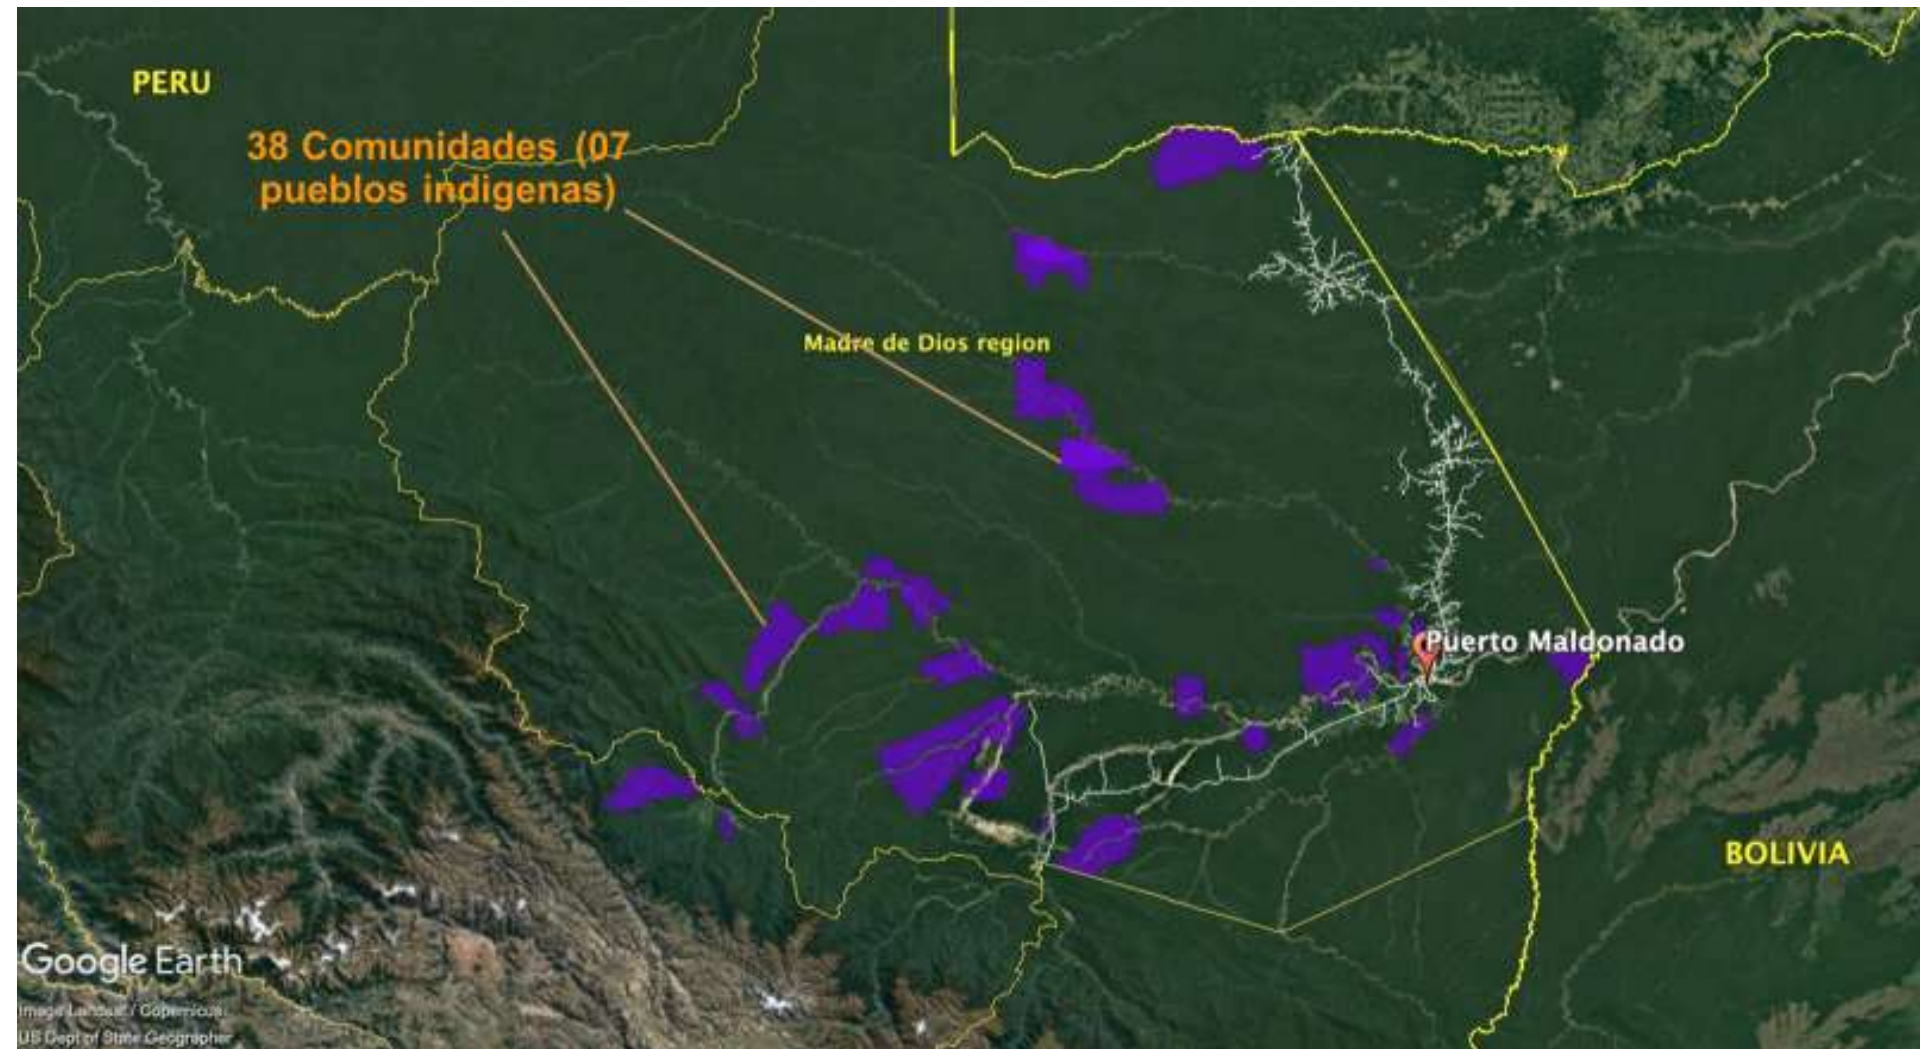 PERU
38 Comunidades (07
pueblos indigenas)
Madre de Dios region
Puerto Maldonado
BOLIVIA
Google Earth
Image Landsat / Copernicus
US Dept of State Geographer